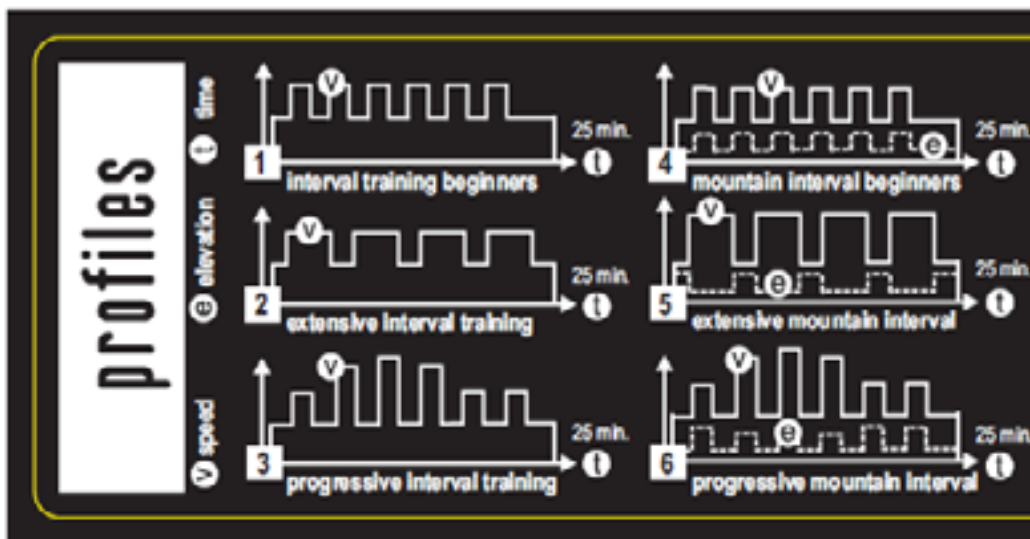 profiles
v speed
e elevation
t time
v
1
25 min.
t
interval training beginners
v
2
25 min.
t
extensive interval training
v
3
25 min.
t
progressive interval training
v
e
4
25 min.
t
mountain interval beginners
v
e
5
25 min.
t
extensive mountain interval
v
e
6
25 min.
t
progressive mountain interval